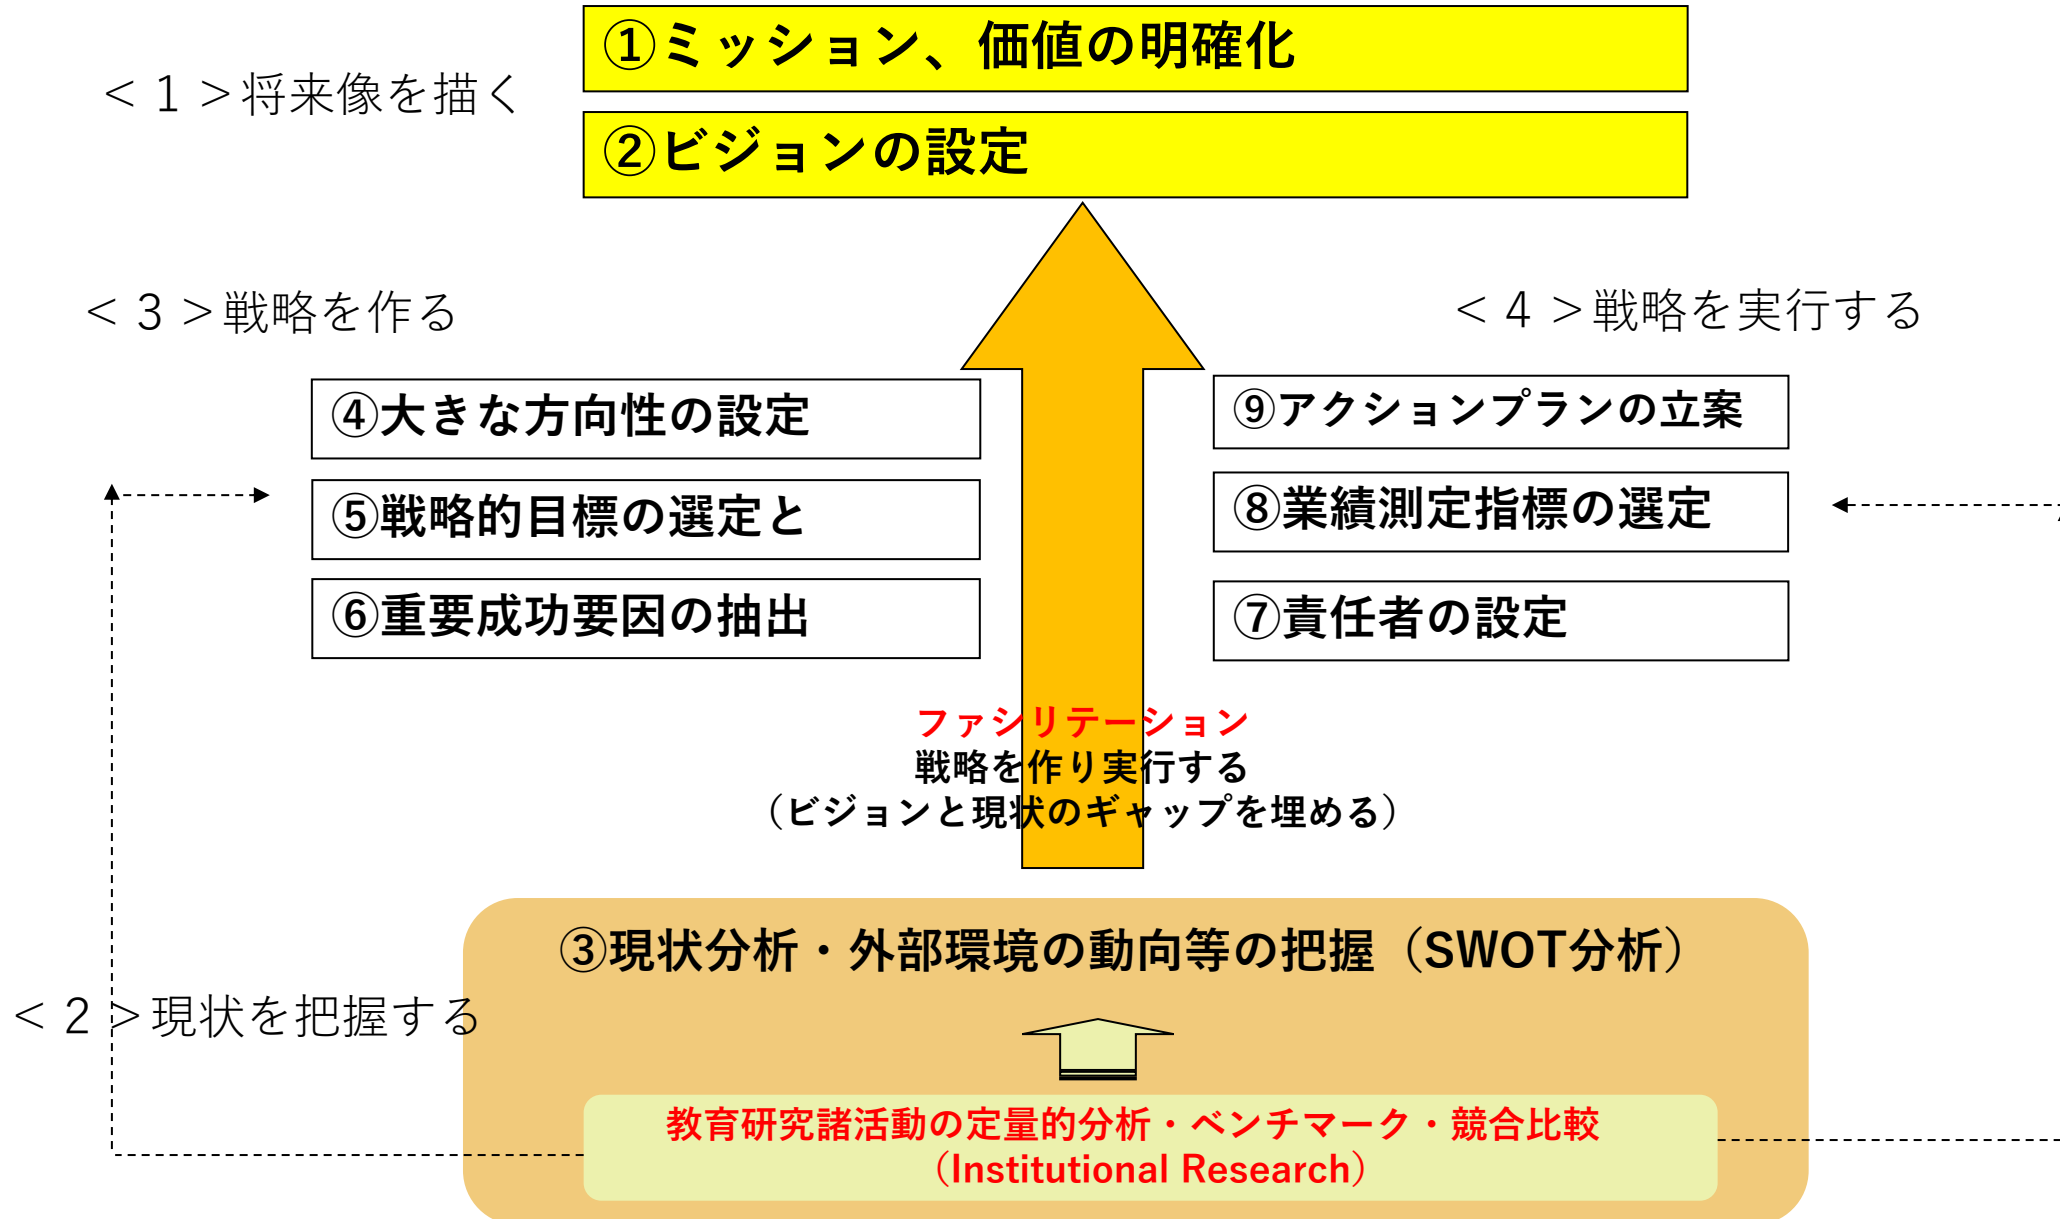 ①ミッション、価値の明確化
＜１＞将来像を描く
②ビジョンの設定
＜３＞戦略を作る
＜４＞戦略を実行する
④大きな方向性の設定
⑤戦略的目標の選定と
⑥重要成功要因の抽出
⑨アクションプランの立案
⑧業績測定指標の選定
⑦責任者の設定
ファシリテーション
戦略を作り実行する
（ビジョンと現状のギャップを埋める）
③現状分析・外部環境の動向等の把握（SWOT分析）
＜２＞現状を把握する
教育研究諸活動の定量的分析・ベンチマーク・競合比較
（Institutional Research）